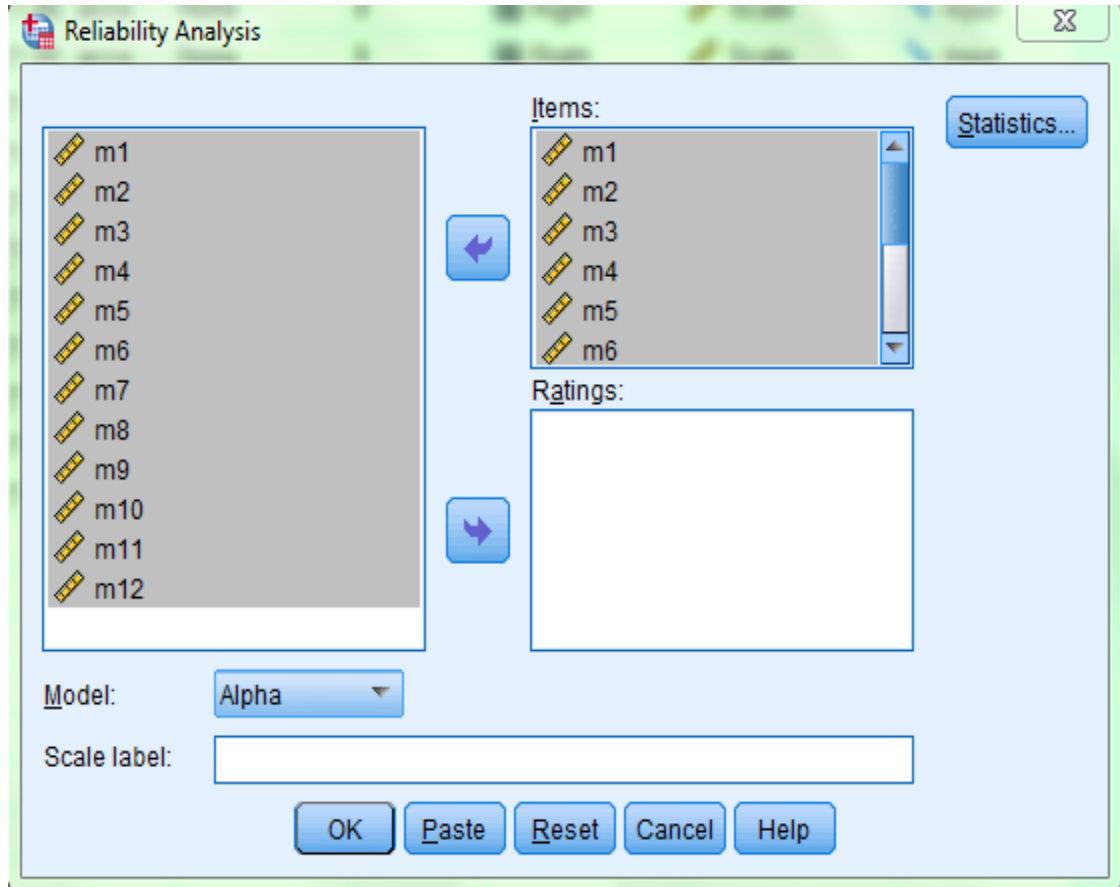 Reliability Analysis
Items:
Statistics...
m1
m2
m3
m4
m5
m6
m7
m8
m9
m10
m11
m12
m1
m2
m3
m4
m5
m6
Ratings:
Model:
Alpha
Scale label:
OK
Paste
Reset
Cancel
Help